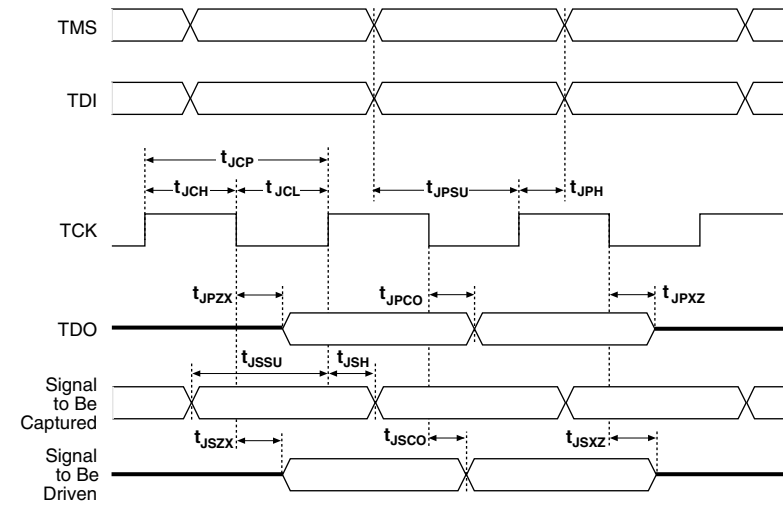 TMS
TDI
tJCP
tJCH
tJCL
tJPSU
tJPH
TCK
tJPZX
tJPCO
tJPXZ
TDO
tJSSU
tJSH
Signal
to Be
Captured
tJSZX
tJSCO
tJSXZ
Signal
to Be
Driven